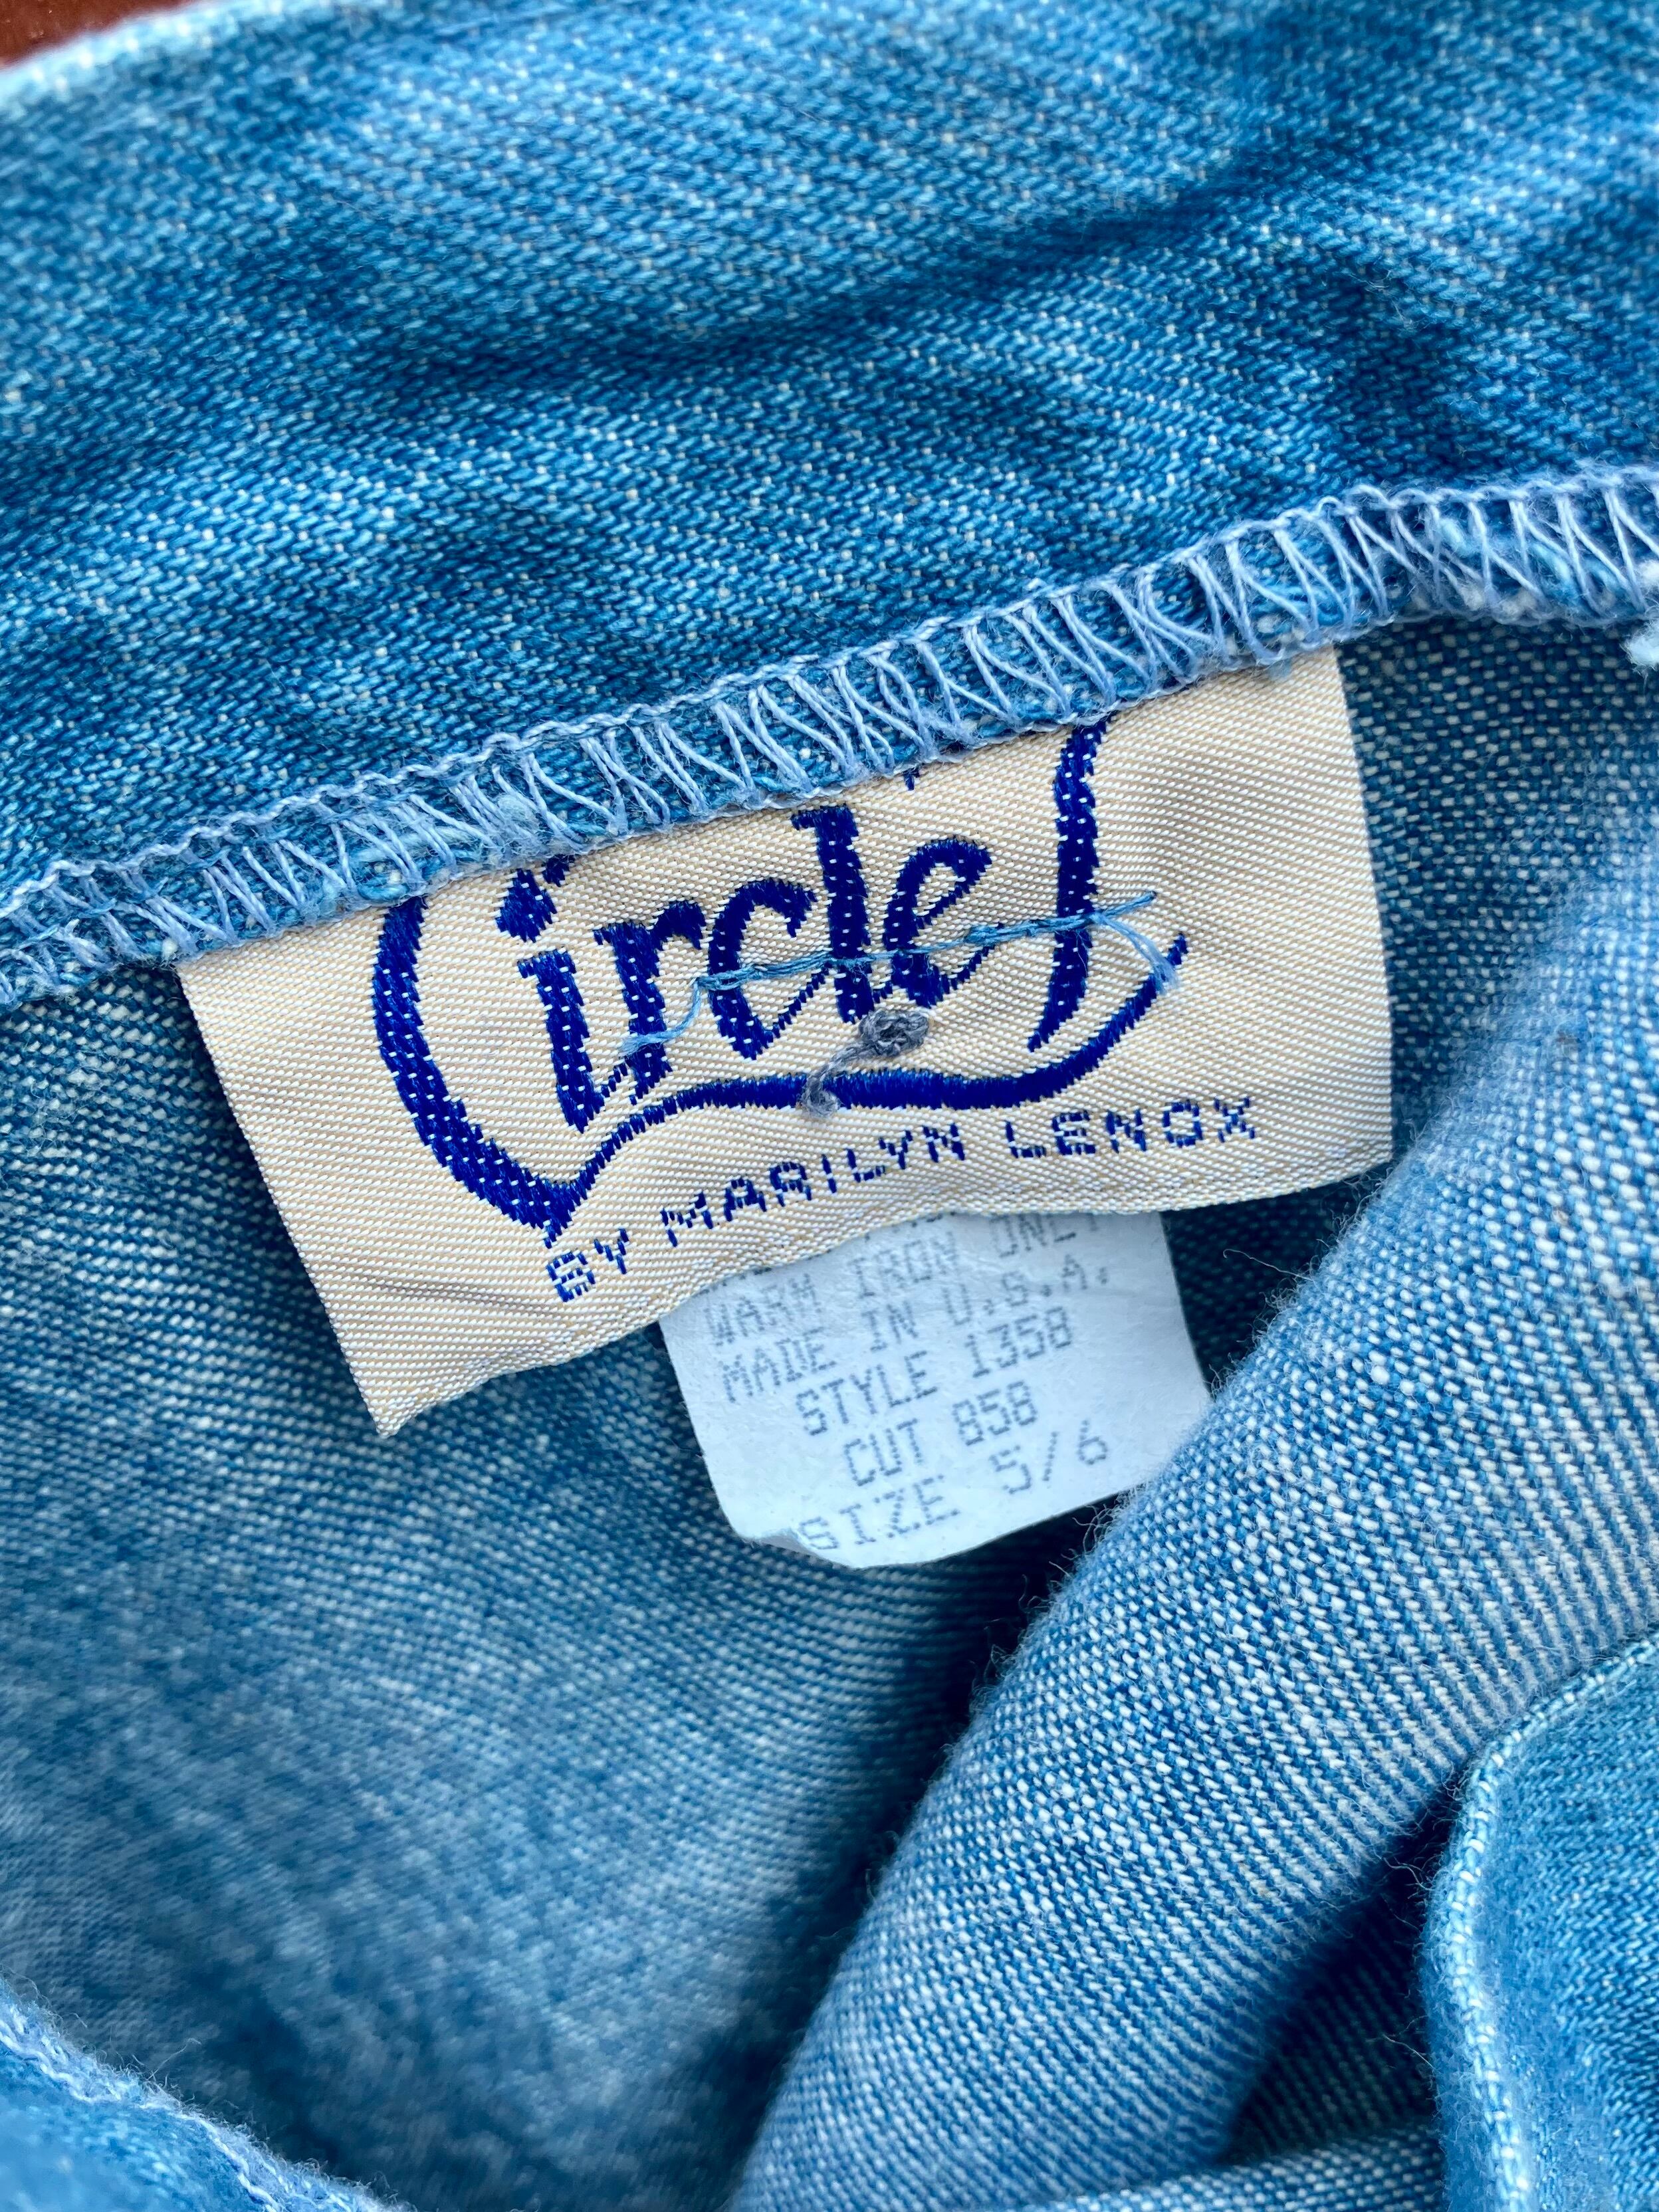 Circle T
BY MARILYN LENOX
WARM IRON ONLY
MADE IN U.S.A.
STYLE 1358
CUT 858
SIZE 5/6